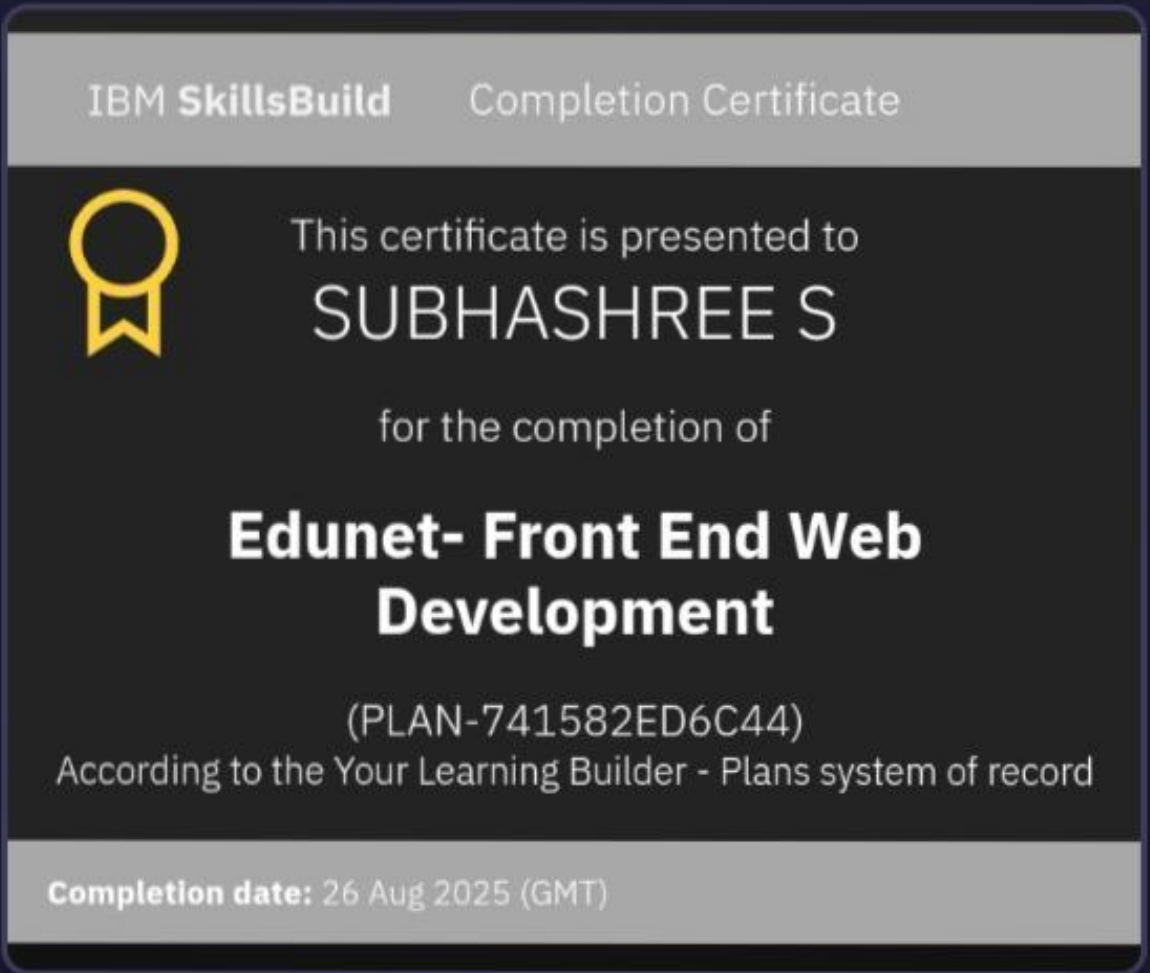 IBM SkillsBuild Completion Certificate
This certificate is presented to
SUBHASHREE S
for the completion of
Edunet- Front End Web
Development
(PLAN-741582ED6C44)
According to the Your Learning Builder - Plans system of record
Completion date: 26 Aug 2025 (GMT)